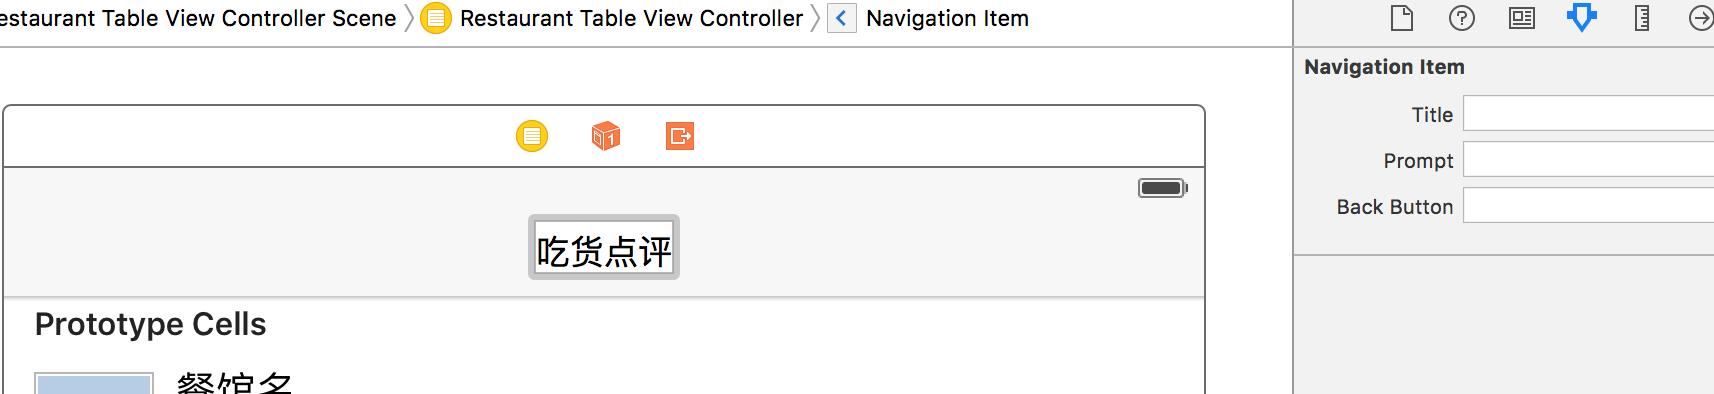 estaurant Table View Controller Scene Restaurant Table View Controller Navigation Item
Navigation Item
Title
Prompt
Back Button
吃货点评
Prototype Cells
餐馆名